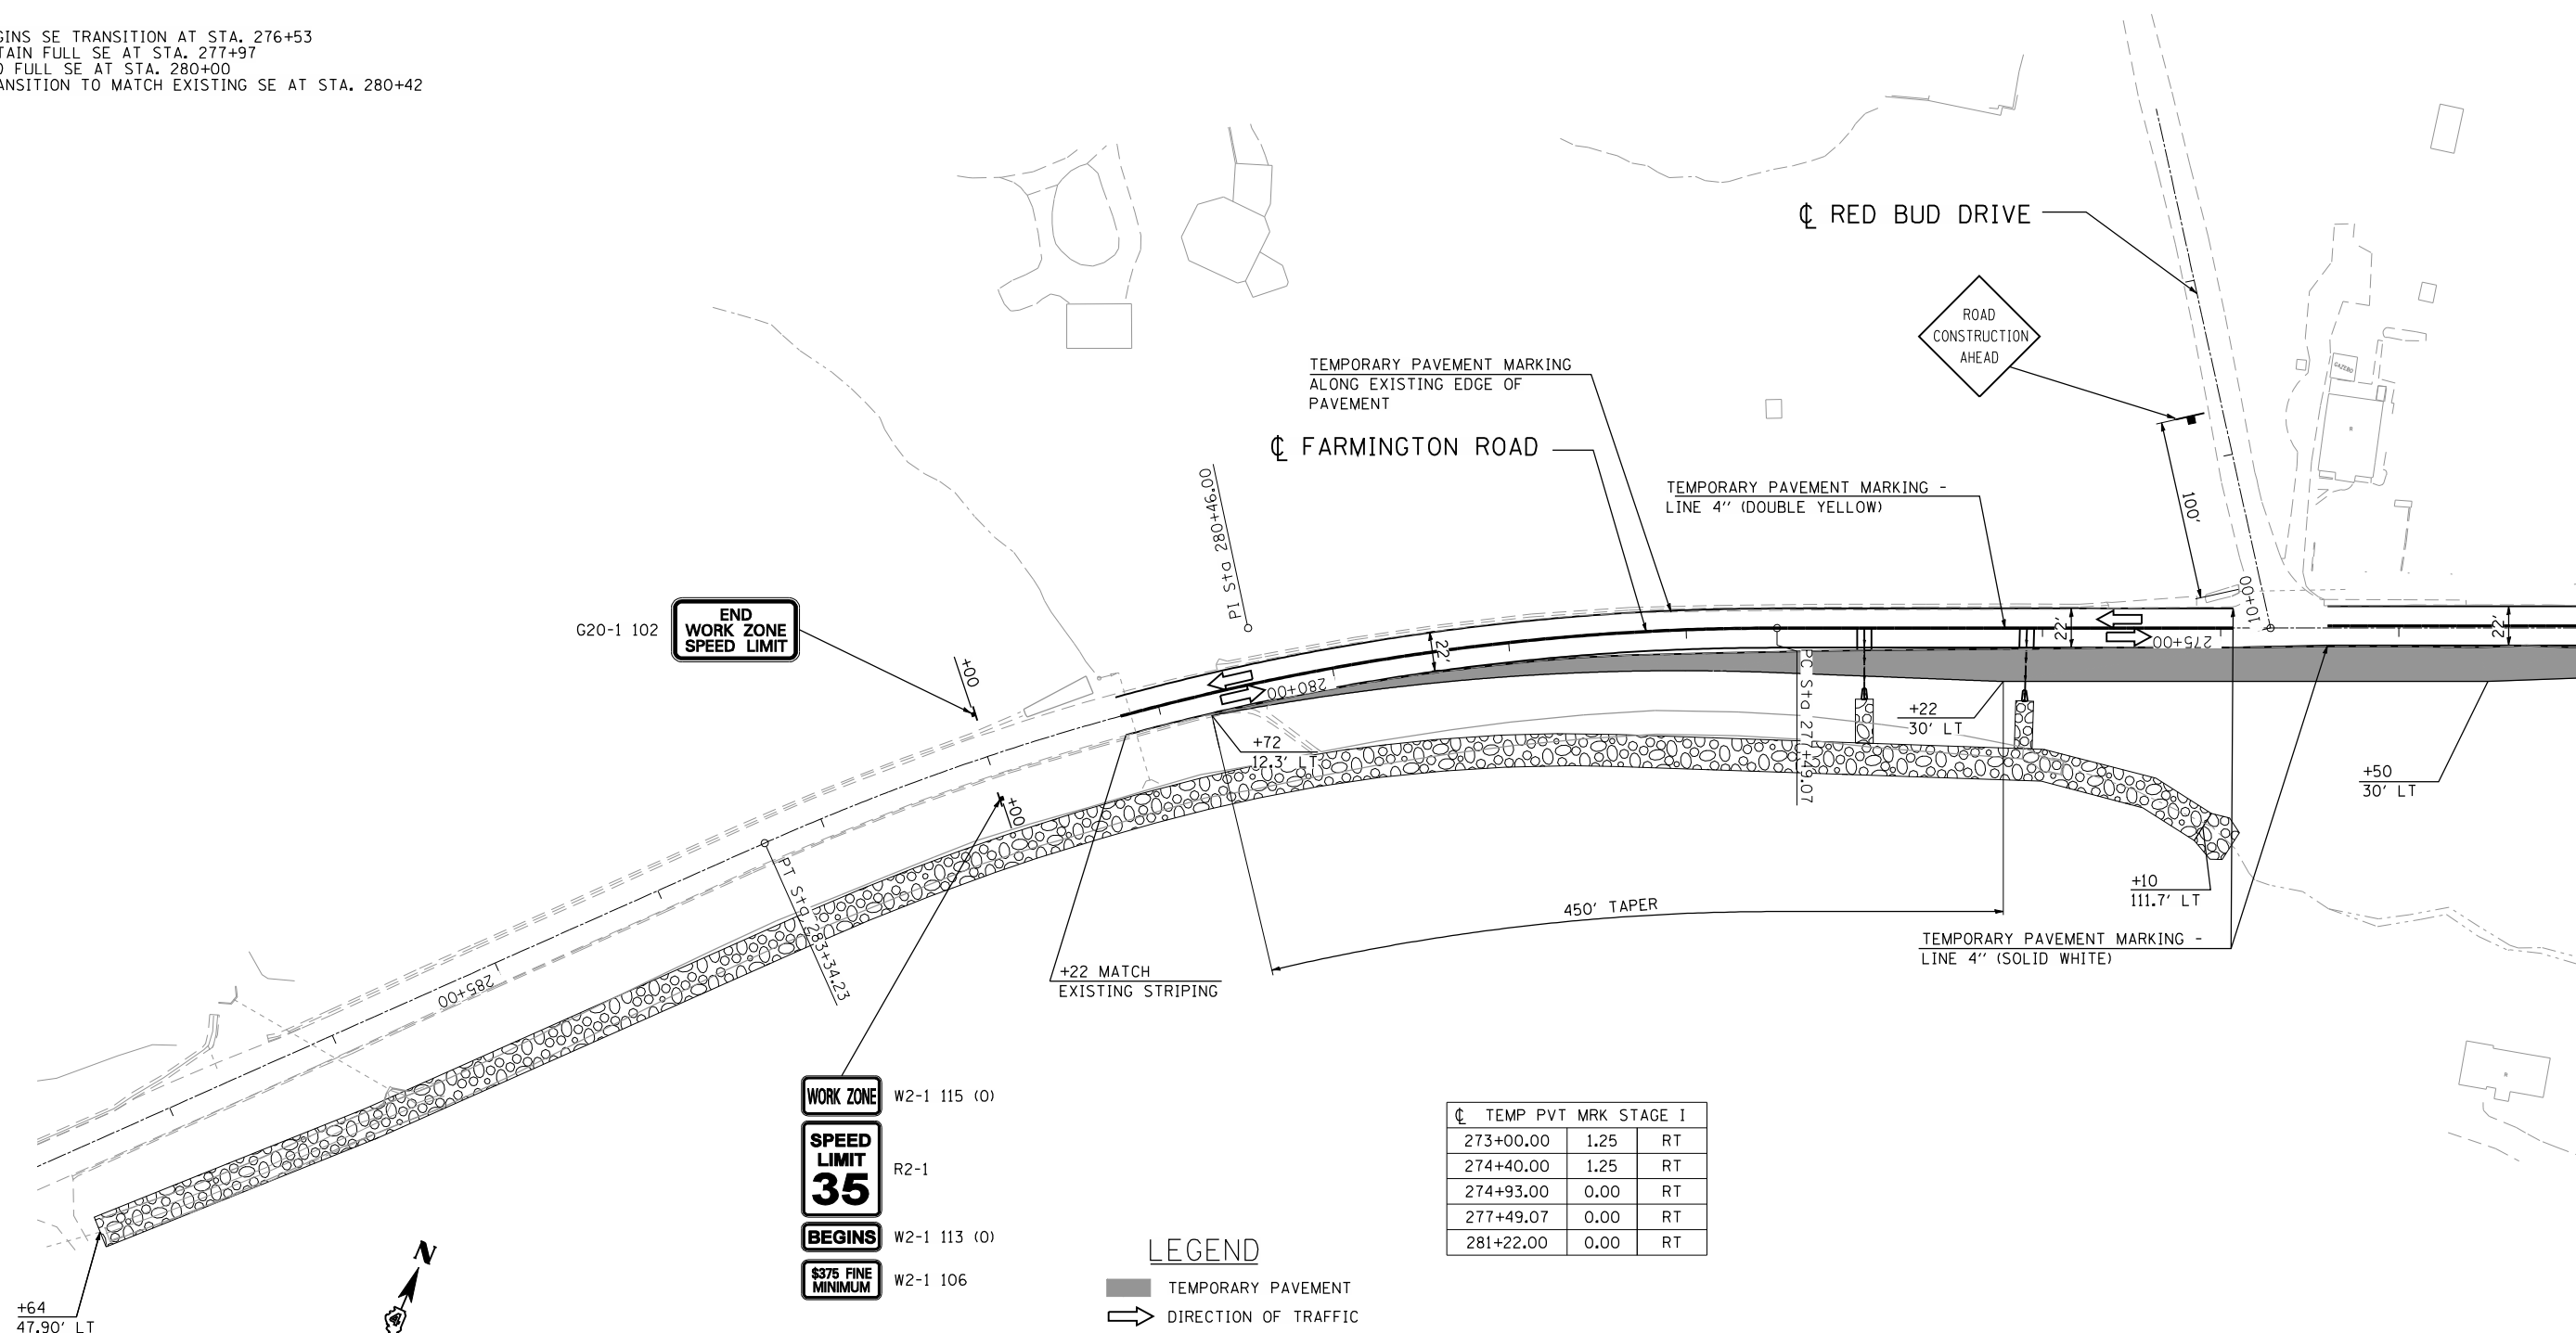 GINS SE TRANSITION AT STA. 276+53
TAIN FULL SE AT STA. 277+97
D FULL SE AT STA. 280+00
ANSITION TO MATCH EXISTING SE AT STA. 280+42
℄ RED BUD DRIVE
ROAD
CONSTRUCTION
AHEAD
TEMPORARY PAVEMENT MARKING
ALONG EXISTING EDGE OF
PAVEMENT
℄ FARMINGTON ROAD
GAZEBO
TEMPORARY PAVEMENT MARKING -
LINE 4'' (DOUBLE YELLOW)
100'
PI Sta 280+46.00
10+00
G20-1 102
END
WORK ZONE
SPEED LIMIT
+00
22'
22'
22'
275+00
280+00
PC Sta 277+49.07
+22
30' LT
+72
12.3' LT
+50
30' LT
+00
PT Sta 283+34.23
+10
111.7' LT
450' TAPER
TEMPORARY PAVEMENT MARKING -
LINE 4'' (SOLID WHITE)
+22 MATCH
EXISTING STRIPING
285+00
WORK ZONE
W2-1 115 (O)
SPEED
LIMIT
35
R2-1
BEGINS
W2-1 113 (O)
$375 FINE
MINIMUM
W2-1 106
℄ TEMP PVT MRK STAGE I
273+00.00 1.25 RT
274+40.00 1.25 RT
274+93.00 0.00 RT
277+49.07 0.00 RT
281+22.00 0.00 RT
LEGEND
TEMPORARY PAVEMENT
DIRECTION OF TRAFFIC
N
4
+64
47.90' LT